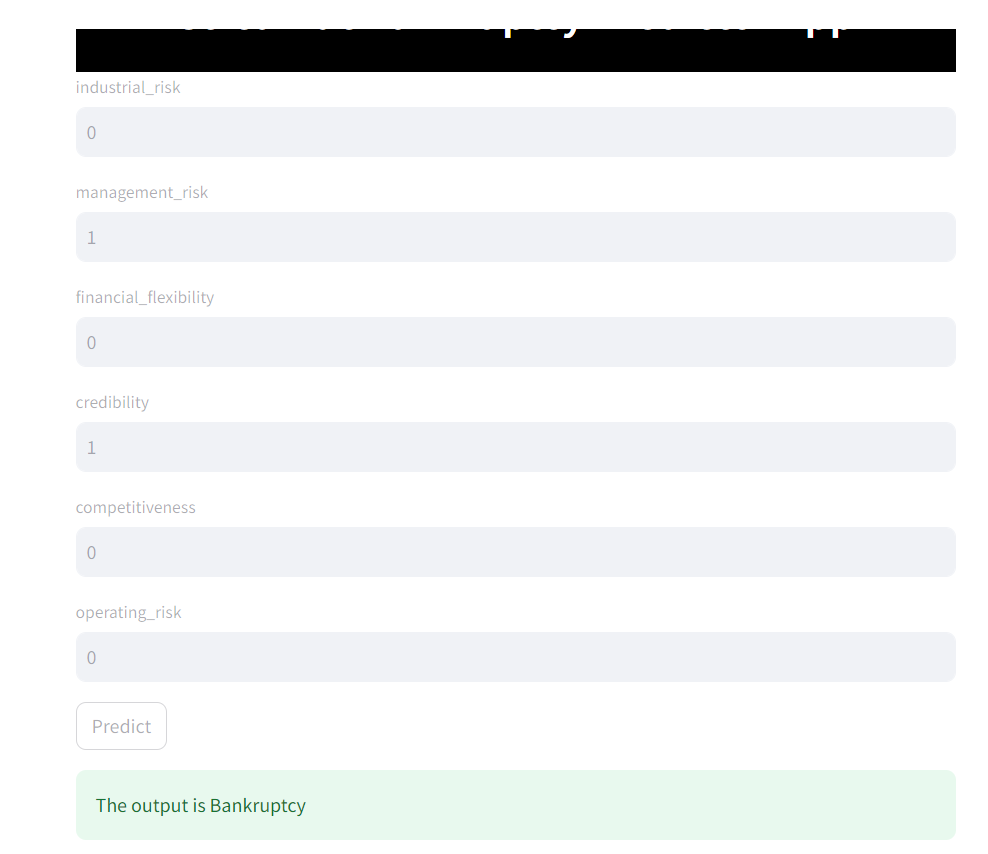 industrial_risk
0
management_risk
1
financial_flexibility
0
credibility
1
competitiveness
0
operating_risk
0
Predict
The output is Bankruptcy